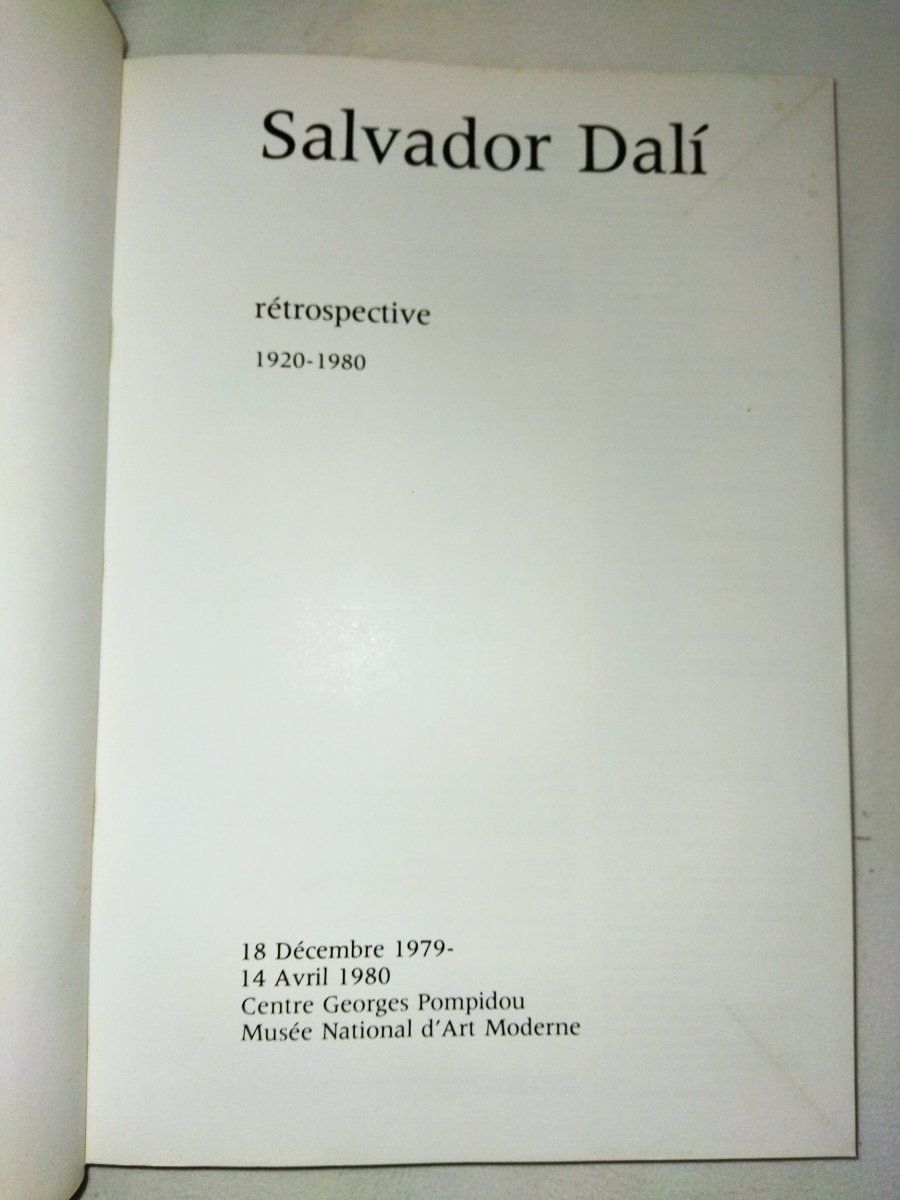 Salvador Dalí
rétrospective
1920-1980
18 Décembre 1979-
14 Avril 1980
Centre Georges Pompidou
Musée National d'Art Moderne